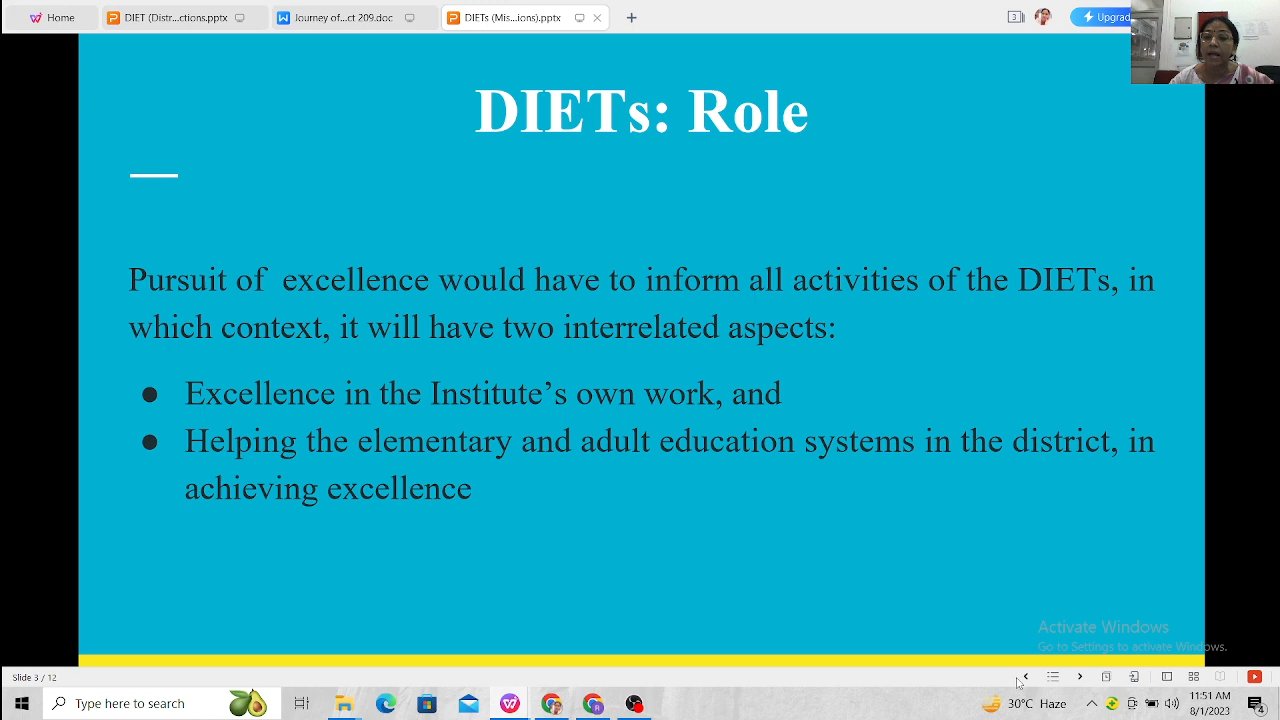 Home
DIET (Distr...om.pptx
Journey of ...ct 209.doc
DIETs (Mis...ons).pptx
3
Upgrad
DIETs: Role
Pursuit of  excellence would have to inform all activities of the DIETs, in
which context, it will have two interrelated aspects:
● Excellence in the Institute’s own work, and
● Helping the elementary and adult education systems in the district, in
achieving excellence
Activate Windows
Go to Settings to activate Windows.
Slide 3 / 12
Type here to search
30°C Haze
11:51 AM
8/1/2023
4